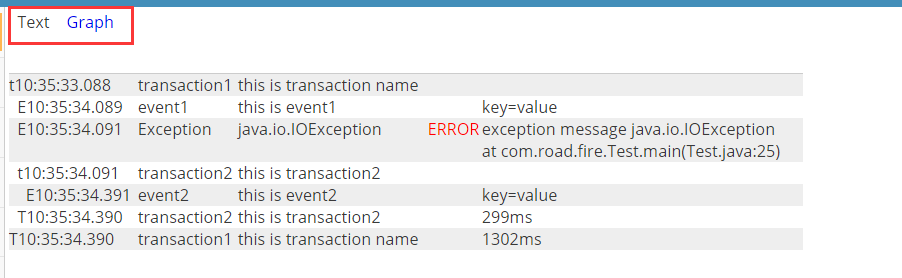 Text Graph
t10:35:33.088 transaction1 this is transaction name
E10:35:34.089 event1 this is event1 key=value
E10:35:34.091 Exception java.io.IOException ERROR exception message java.io.IOException
at com.road.fire.Test.main(Test.java:25)
t10:35:34.091 transaction2 this is transaction2
E10:35:34.391 event2 this is event2 key=value
T10:35:34.390 transaction2 this is transaction2 299ms
T10:35:34.390 transaction1 this is transaction name 1302ms